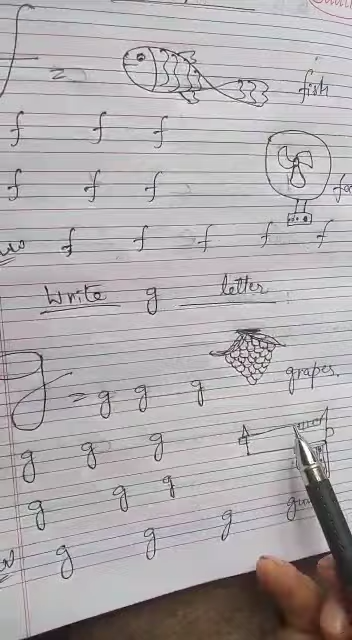 f = fish
f f f
f f f
f f f f f
Write g letter
g = g g g grapes.
g g g
g g g
g g g